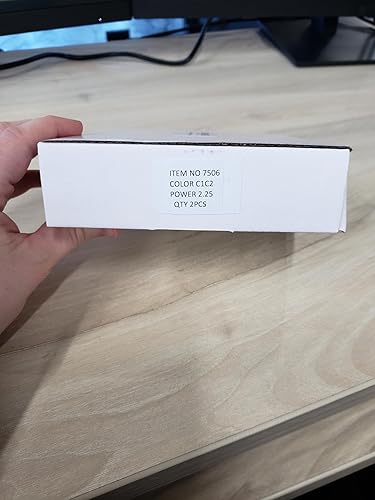 ITEM NO 7506
COLOR C1C2
POWER 2.25
QTY 2PCS